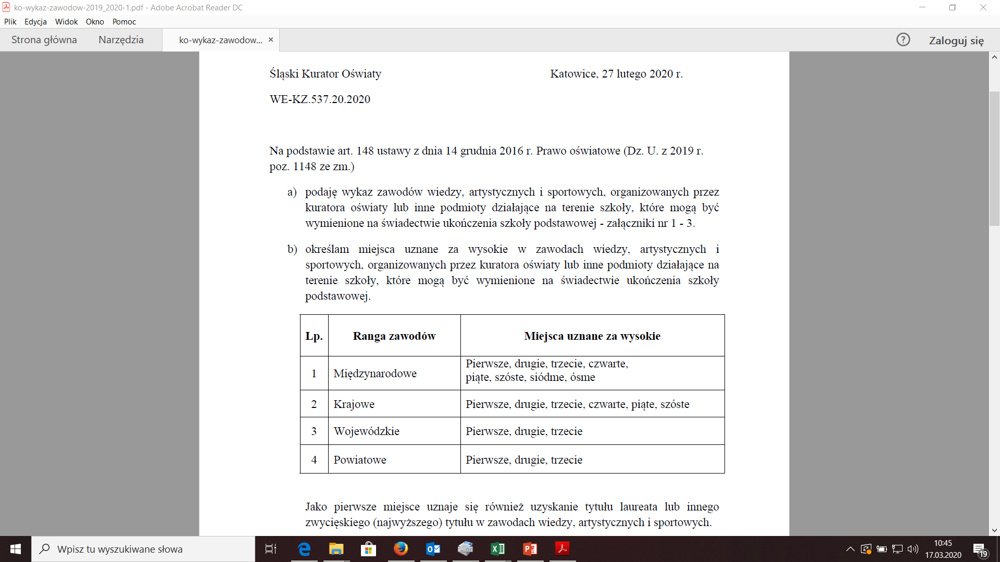 ko-wykaz-zawodow-2019_2020-1.pdf - Adobe Acrobat Reader DC
Plik Edycja Widok Okno Pomoc
Strona główna Narzędzia ko-wykaz-zawodow... × ? Zaloguj się
Śląski Kurator Oświaty Katowice, 27 lutego 2020 r.
WE-KZ.537.20.2020
Na podstawie art. 148 ustawy z dnia 14 grudnia 2016 r. Prawo oświatowe (Dz. U. z 2019 r.
poz. 1148 ze zm.)
a) podaję wykaz zawodów wiedzy, artystycznych i sportowych, organizowanych przez
kuratora oświaty lub inne podmioty działające na terenie szkoły, które mogą być
wymienione na świadectwie ukończenia szkoły podstawowej - załączniki nr 1 - 3.
b) określam miejsca uznane za wysokie w zawodach wiedzy, artystycznych i
sportowych, organizowanych przez kuratora oświaty lub inne podmioty działające na
terenie szkoły, które mogą być wymienione na świadectwie ukończenia szkoły
podstawowej.
Lp. Ranga zawodów Miejsca uznane za wysokie
1 Międzynarodowe Pierwsze, drugie, trzecie, czwarte,
piąte, szóste, siódme, ósme
2 Krajowe Pierwsze, drugie, trzecie, czwarte, piąte, szóste
3 Wojewódzkie Pierwsze, drugie, trzecie
4 Powiatowe Pierwsze, drugie, trzecie
Jako pierwsze miejsce uznaje się również uzyskanie tytułu laureata lub innego
zwycięskiego (najwyższego) tytułu w zawodach wiedzy, artystycznych i sportowych.
Wpisz tu wyszukiwane słowa
10:45
17.03.2020
19